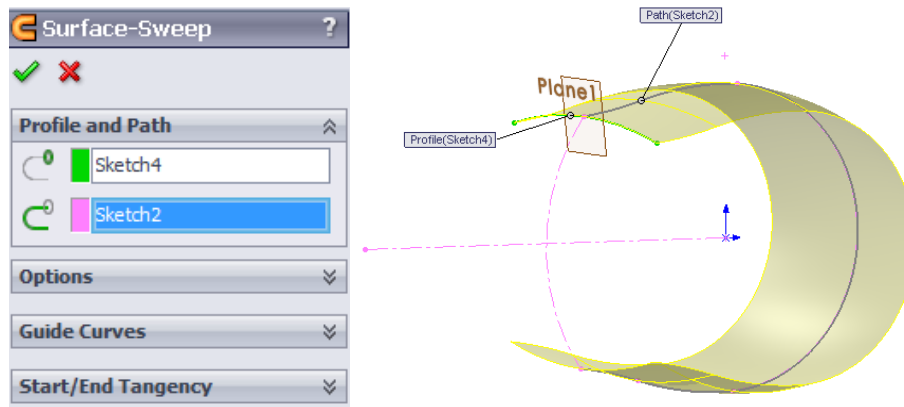 Surface-Sweep ?
Profile and Path
Sketch4
Sketch2
Options
Guide Curves
Start/End Tangency
Path(Sketch2)
Plane1
Profile(Sketch4)